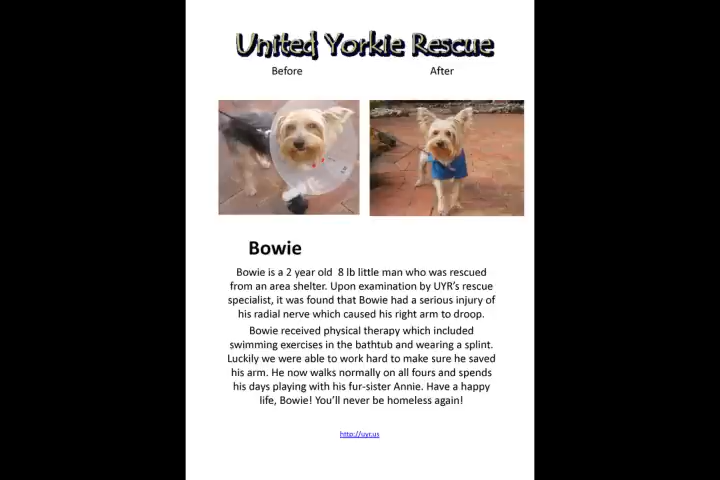 United Yorkie Rescue
Before After
Bowie
Bowie is a 2 year old 8 lb little man who was rescued
from an area shelter. Upon examination by UYR's rescue
specialist, it was found that Bowie had a serious injury of
his radial nerve which caused his right arm to droop.
Bowie received physical therapy which included
swimming exercises in the bathtub and wearing a splint.
Luckily we were able to work hard to make sure he saved
his arm. He now walks normally on all fours and spends
his days playing with his fur-sister Annie. Have a happy
life, Bowie! You'll never be homeless again!
http://uyr.us